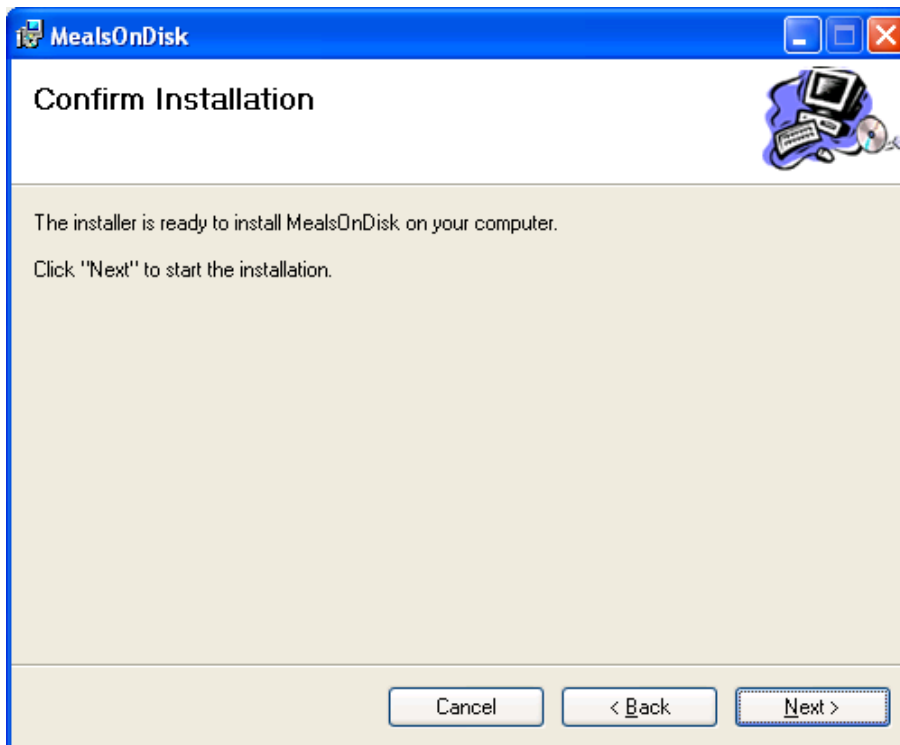 MealsOnDisk
Confirm Installation
The installer is ready to install MealsOnDisk on your computer.
Click "Next" to start the installation.
Cancel
< Back
Next >